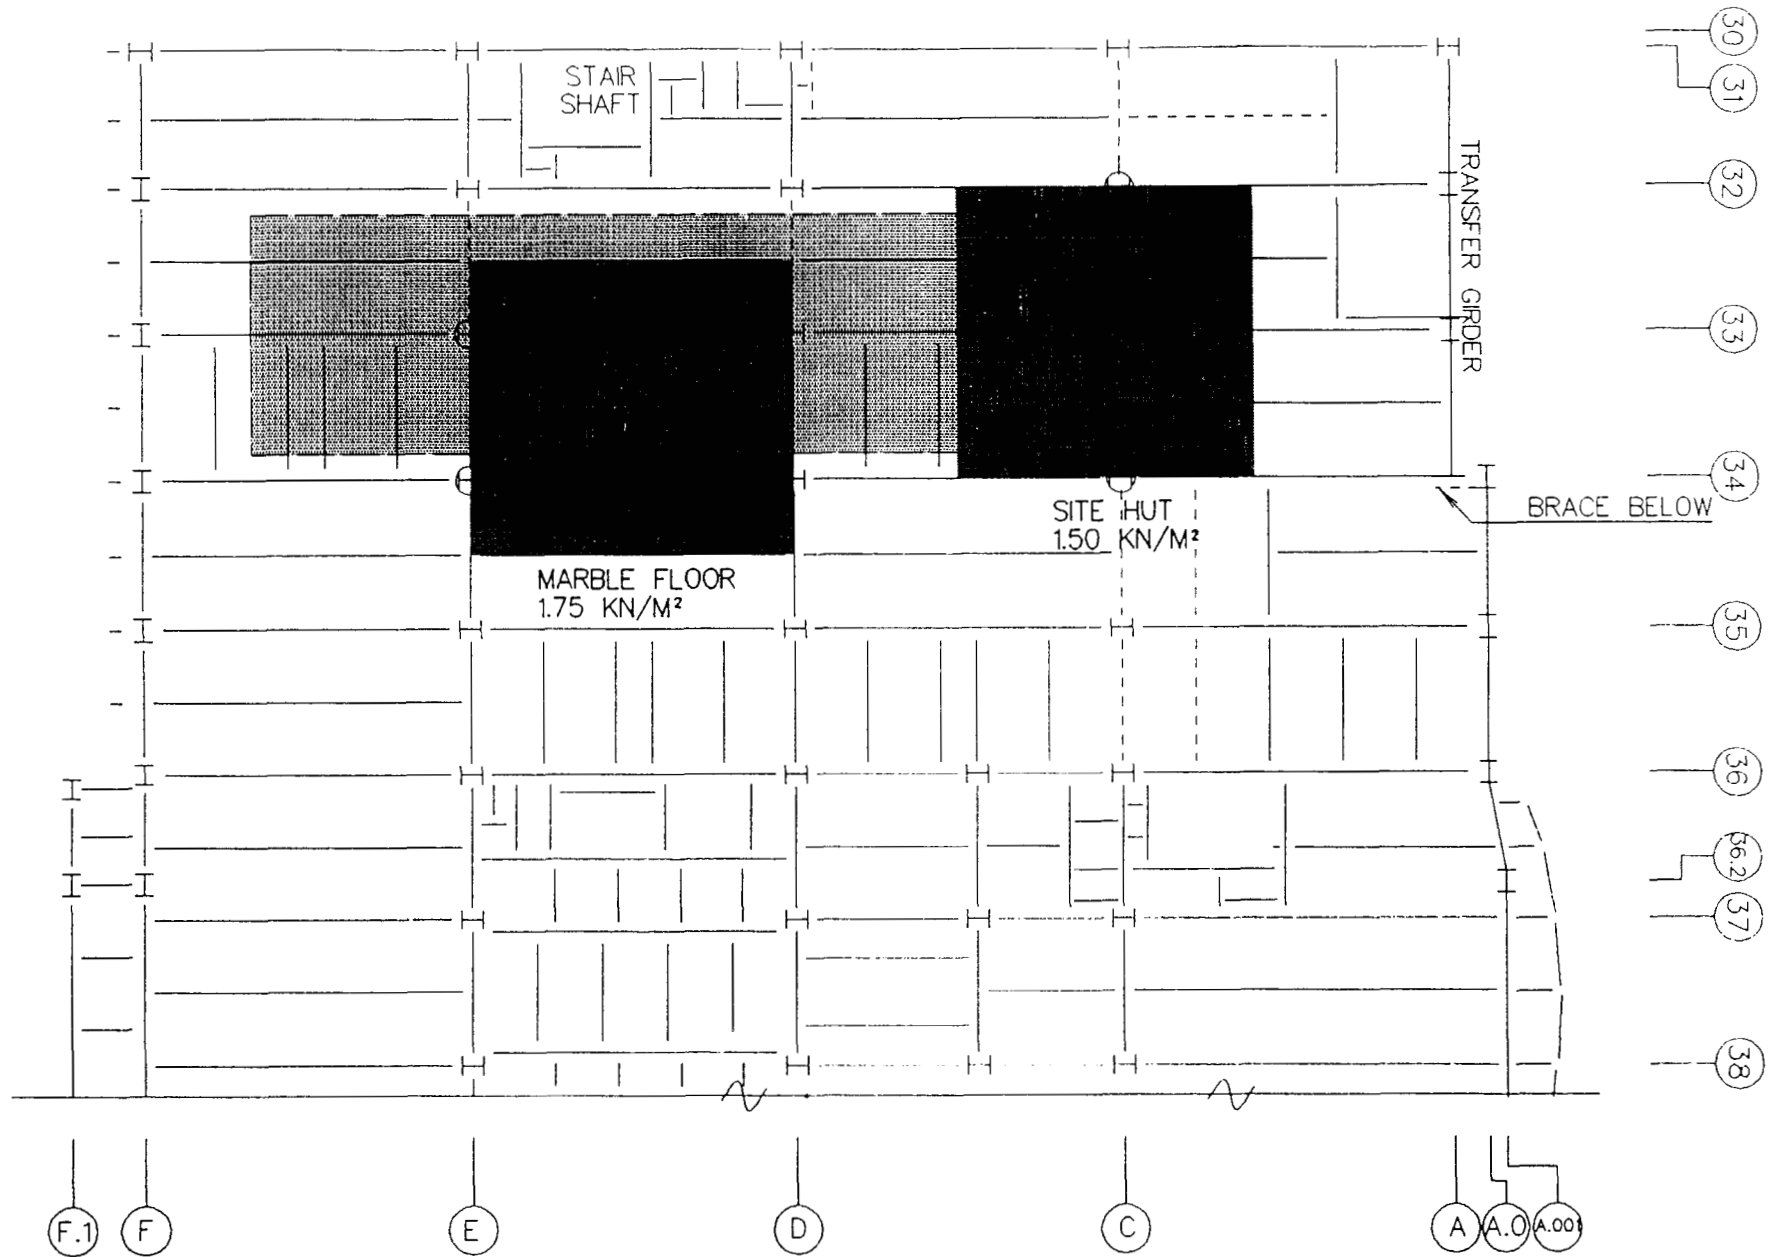 STAIR
SHAFT
TRANSFER GIRDER
SITE HUT
1.50 KN/M²
BRACE BELOW
MARBLE FLOOR
1.75 KN/M²
30
31
32
33
34
35
36
36.2
37
38
F.1
F
E
D
C
A
A.0
A.001